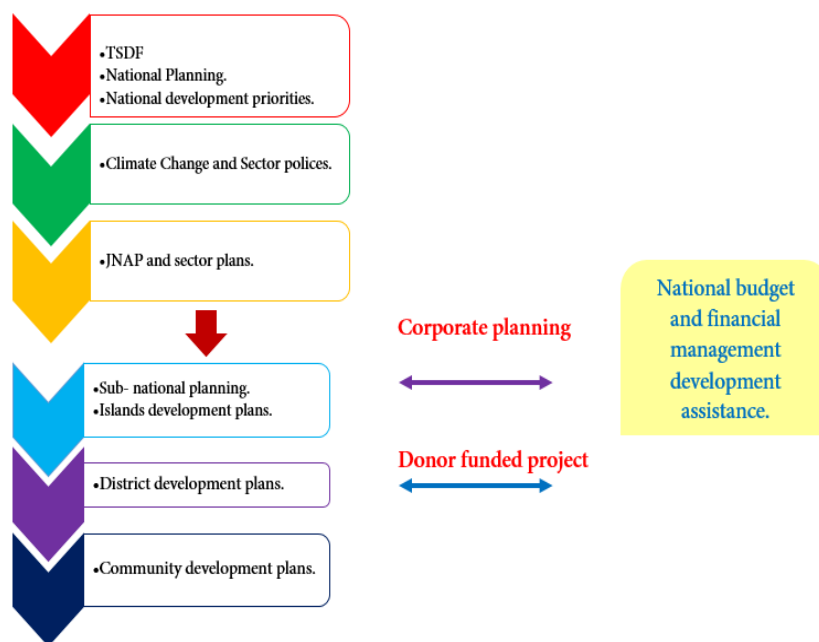 •TSDF
•National Planning.
•National development priorities.
•Climate Change and Sector polices.
•JNAP and sector plans.
Corporate planning
National budget
and financial
management
development
assistance.
•Sub- national planning.
•Islands development plans.
Donor funded project
•District development plans.
•Community development plans.